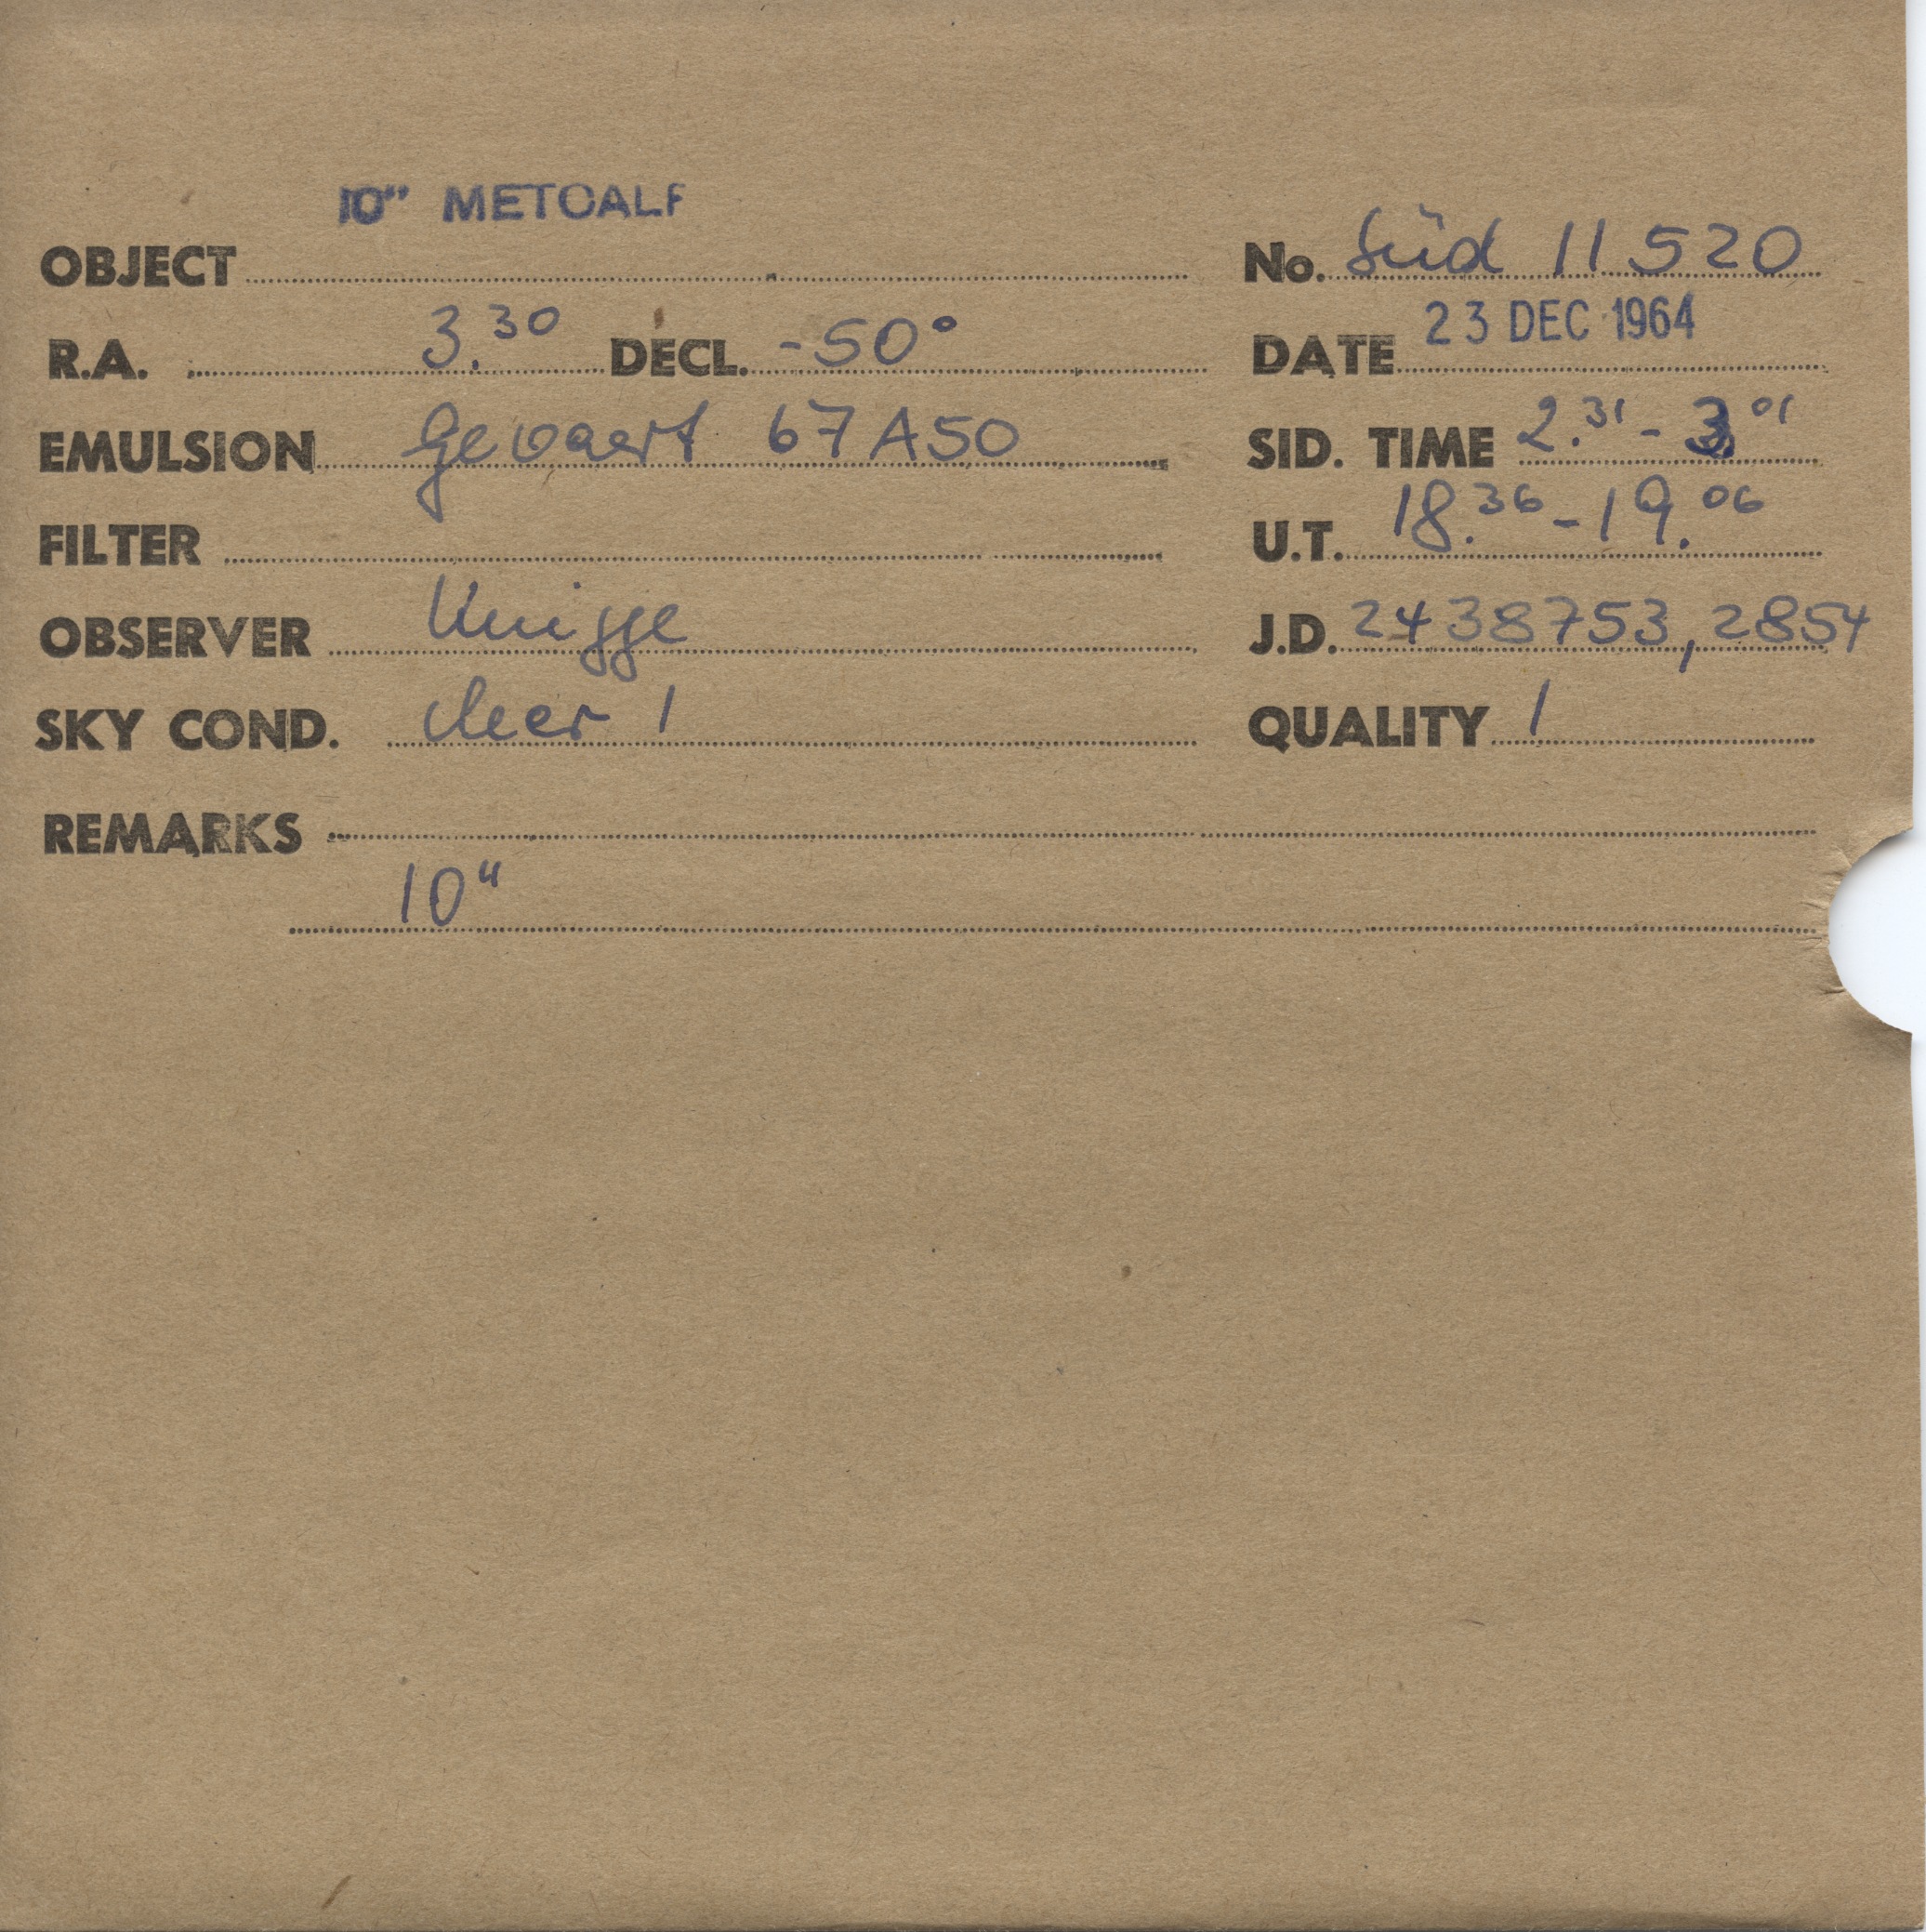 10" METCALF
OBJECT No. Süd 11520
R.A. 3.30 DECL. -50° DATE 23 DEC 1964
EMULSION Gevaert 67A50 SID. TIME 2.31 - 3.01
FILTER U.T. 18.36 - 19.06
OBSERVER Knigge J.D. 2438753,2854
SKY COND. cleer 1 QUALITY 1
REMARKS
10"